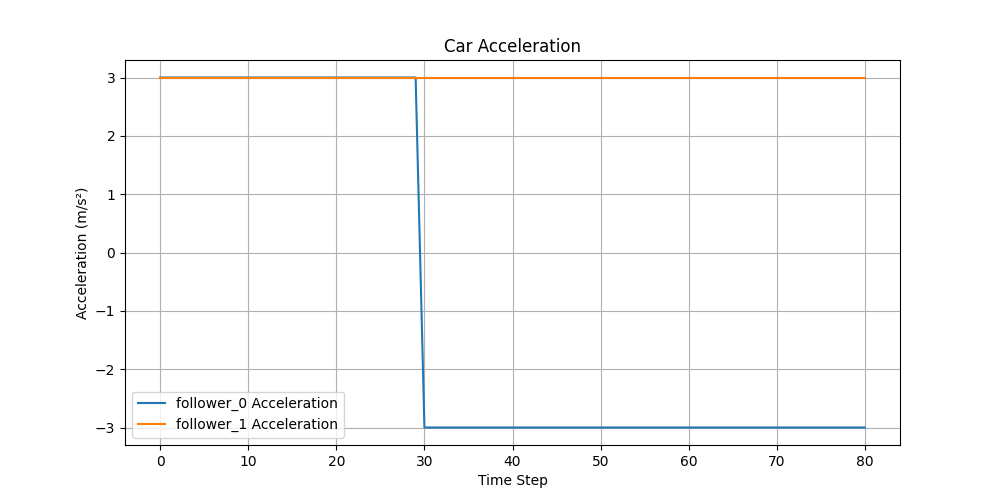 Car Acceleration
3
2
1
0
−1
−2
−3
Acceleration (m/s²)
follower_0 Acceleration
follower_1 Acceleration
0 10 20 30 40 50 60 70 80
Time Step